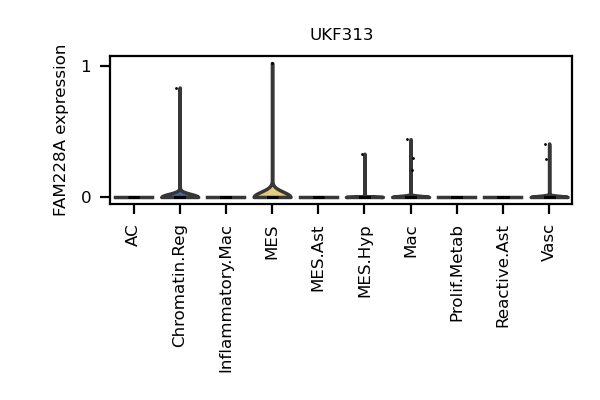 UKF313
FAM228A expression
1
0
AC
Chromatin.Reg
Inflammatory.Mac
MES
MES.Ast
MES.Hyp
Mac
Prolif.Metab
Reactive.Ast
Vasc